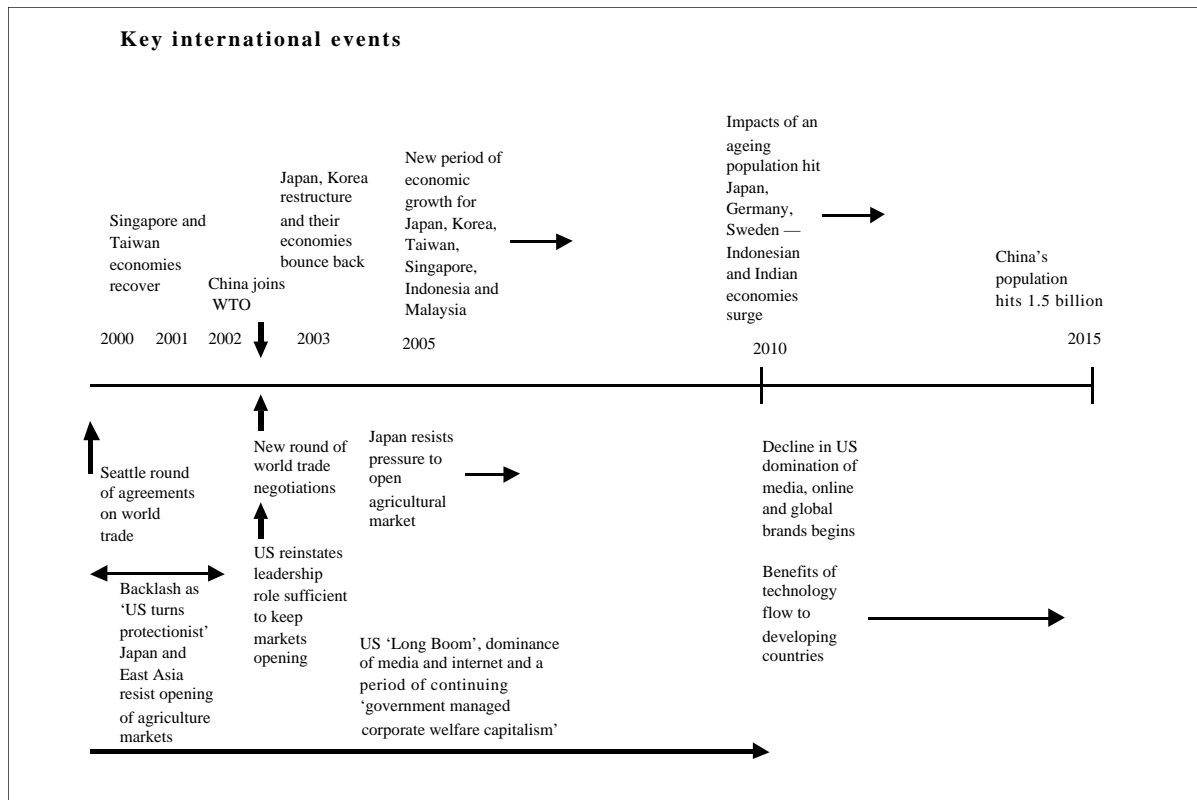 Key international events
Singapore and
Taiwan
economies
recover
China joins
WTO
Japan, Korea
restructure
and their
economies
bounce back
New period of
economic
growth for
Japan, Korea,
Taiwan,
Singapore,
Indonesia and
Malaysia
Impacts of an
ageing
population hit
Japan,
Germany,
Sweden —
Indonesian
and Indian
economies
surge
China’s
population
hits 1.5 billion
2000 2001 2002 2003 2005 2010 2015
Seattle round
of agreements
on world
trade
New round of
world trade
negotiations
Japan resists
pressure to
open
agricultural
market
Decline in US
domination of
media, online
and global
brands begins
Backlash as
‘US turns
protectionist’
Japan and
East Asia
resist opening
of agriculture
markets
US reinstates
leadership
role sufficient
to keep
markets
opening
US ‘Long Boom’, dominance
of media and internet and a
period of continuing
‘government managed
corporate welfare capitalism’
Benefits of
technology
flow to
developing
countries